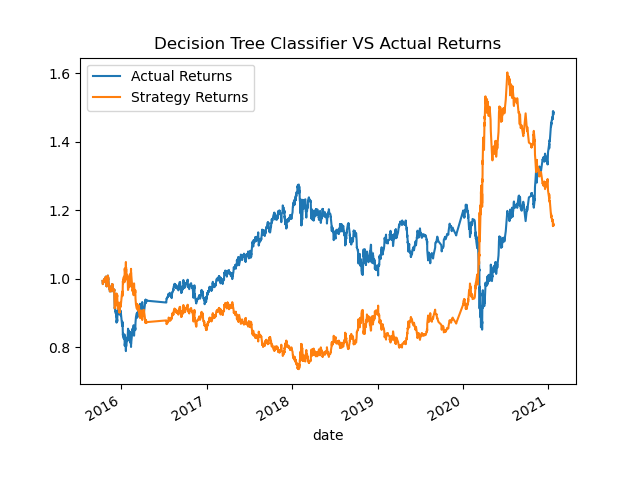 Decision Tree Classifier VS Actual Returns
Actual Returns
Strategy Returns
1.6
1.4
1.2
1.0
0.8
2016
2017
2018
2019
2020
2021
date